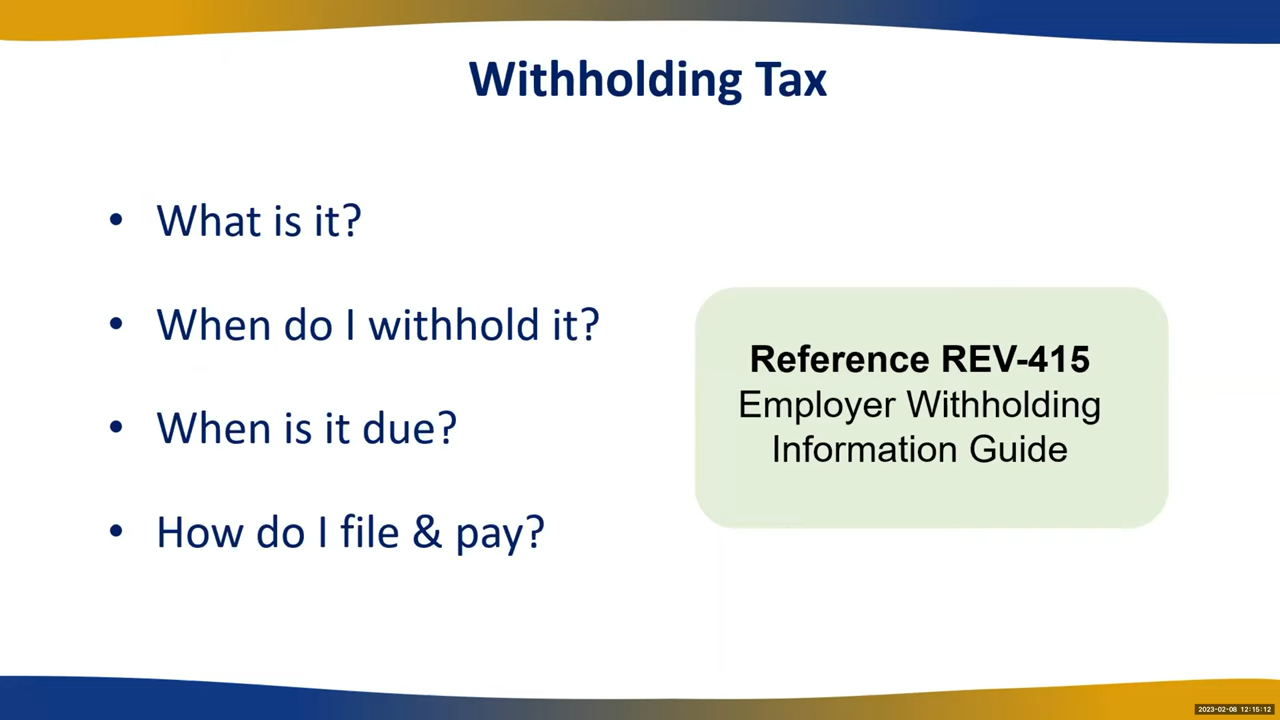 Withholding Tax
• What is it?
• When do I withhold it?
• When is it due?
• How do I file & pay?
Reference REV-415
Employer Withholding
Information Guide
2023-02-08 12:15:12